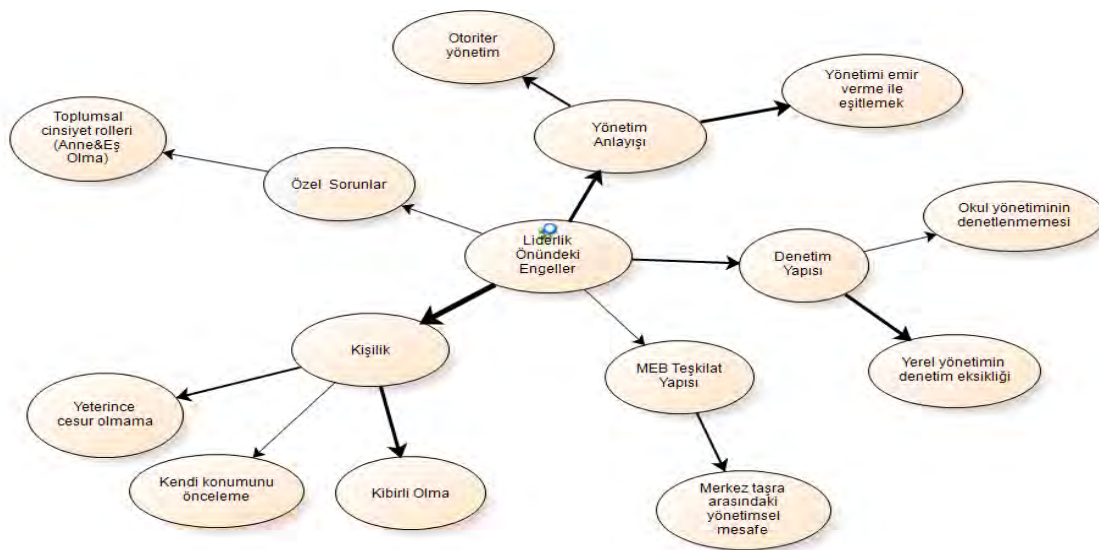 Otoriter
yönetim
Yönetimi emir
verme ile
eşitlemek
Yönetim
Anlayışı
Toplumsal
cinsiyet rolleri
(Anne&Eş
Olma)
Özel Sorunlar
Okul yönetiminin
denetlenmemesi
Liderlik
Önündeki
Engeller
Denetim
Yapısı
Kişilik
MEB Teşkilat
Yapısı
Yerel yönetimin
denetim eksikliği
Yeterince
cesur olmama
Kendi konumunu
önceleme
Kibirli Olma
Merkez taşra
arasındaki
yönetimsel
mesafe